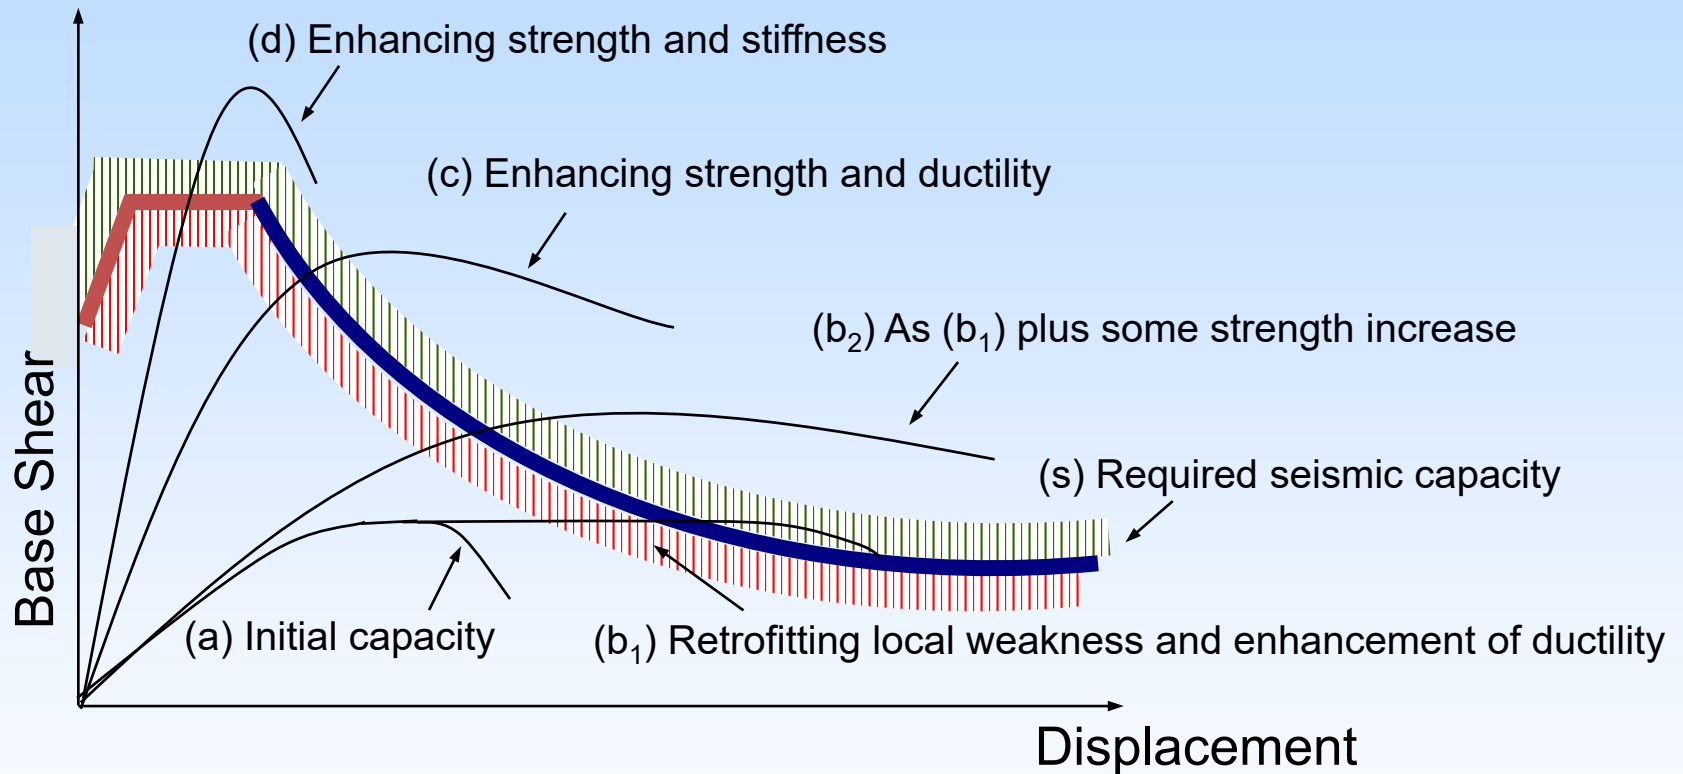 (d) Enhancing strength and stiffness
(c) Enhancing strength and ductility
(b₂) As (b₁) plus some strength increase
(s) Required seismic capacity
(a) Initial capacity
(b₁) Retrofitting local weakness and enhancement of ductility
Base Shear
Displacement